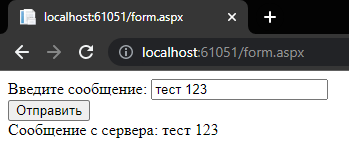 localhost:61051/form.aspx
localhost:61051/form.aspx
Введите сообщение: тест 123
Отправить
Сообщение с сервера: тест 123